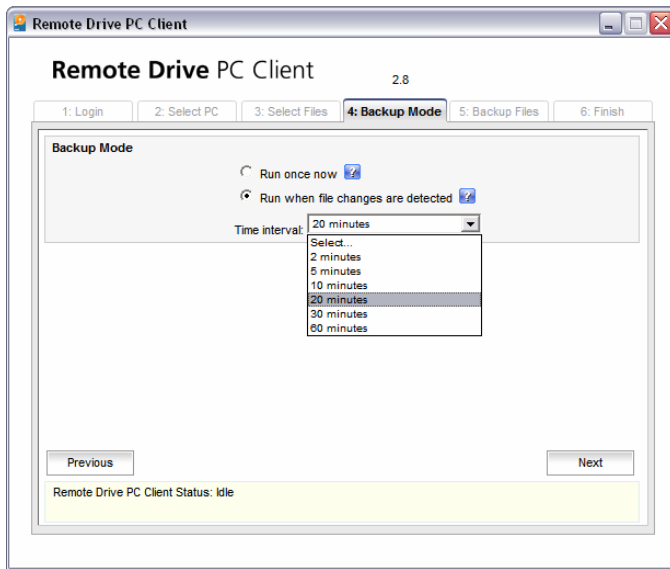 Remote Drive PC Client
Remote Drive PC Client
2.8
1: Login 2: Select PC 3: Select Files 4: Backup Mode 5: Backup Files 6: Finish
Backup Mode
Run once now ?
Run when file changes are detected ?
Time interval: 20 minutes
Select...
2 minutes
5 minutes
10 minutes
20 minutes
30 minutes
60 minutes
Previous Next
Remote Drive PC Client Status: Idle